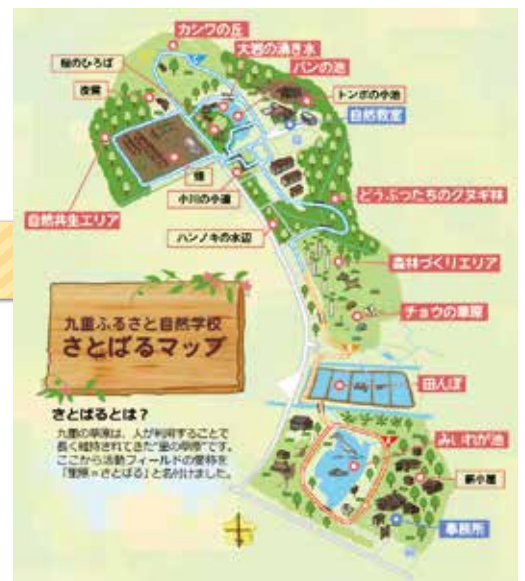 カシワの丘
大岩の湧き水
桜のひろば
バンの池
トンボの小池
自然教室
畑
小川の小道
どうぶつたちのクヌギ林
自然共生エリア
ハンノキの水辺
森林づくりエリア
チョウの草原
九重ふるさと自然学校
さとばるマップ
田んぼ
さとばるとは？
九重の草原は、人が利用することで
長く維持されてきた“里の草原”です。
ここから活動フィールドの愛称を
「里原＝さとばる」と名付けました。
みいれが池
薪小屋
事務所